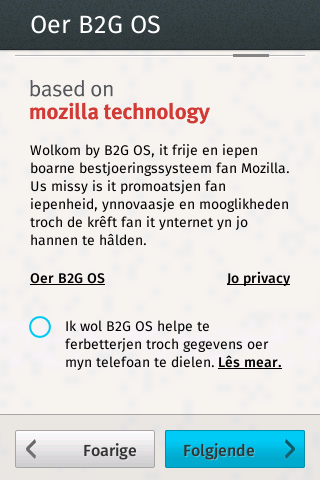 Oer B2G OS
based on
mozilla technology
Wolkom by B2G OS, it frije en iepen
boarne bestjoeringssysteem fan Mozilla.
Us missy is it promoatsjen fan
iepenheid, ynnovaasje en mooglikheden
troch de krêft fan it ynternet yn jo
hannen te hâlden.
Oer B2G OS Jo privacy
Ik wol B2G OS helpe te
ferbetterjen troch gegevens oer
myn telefoan te dielen. Lês mear.
Foarige Folgjende